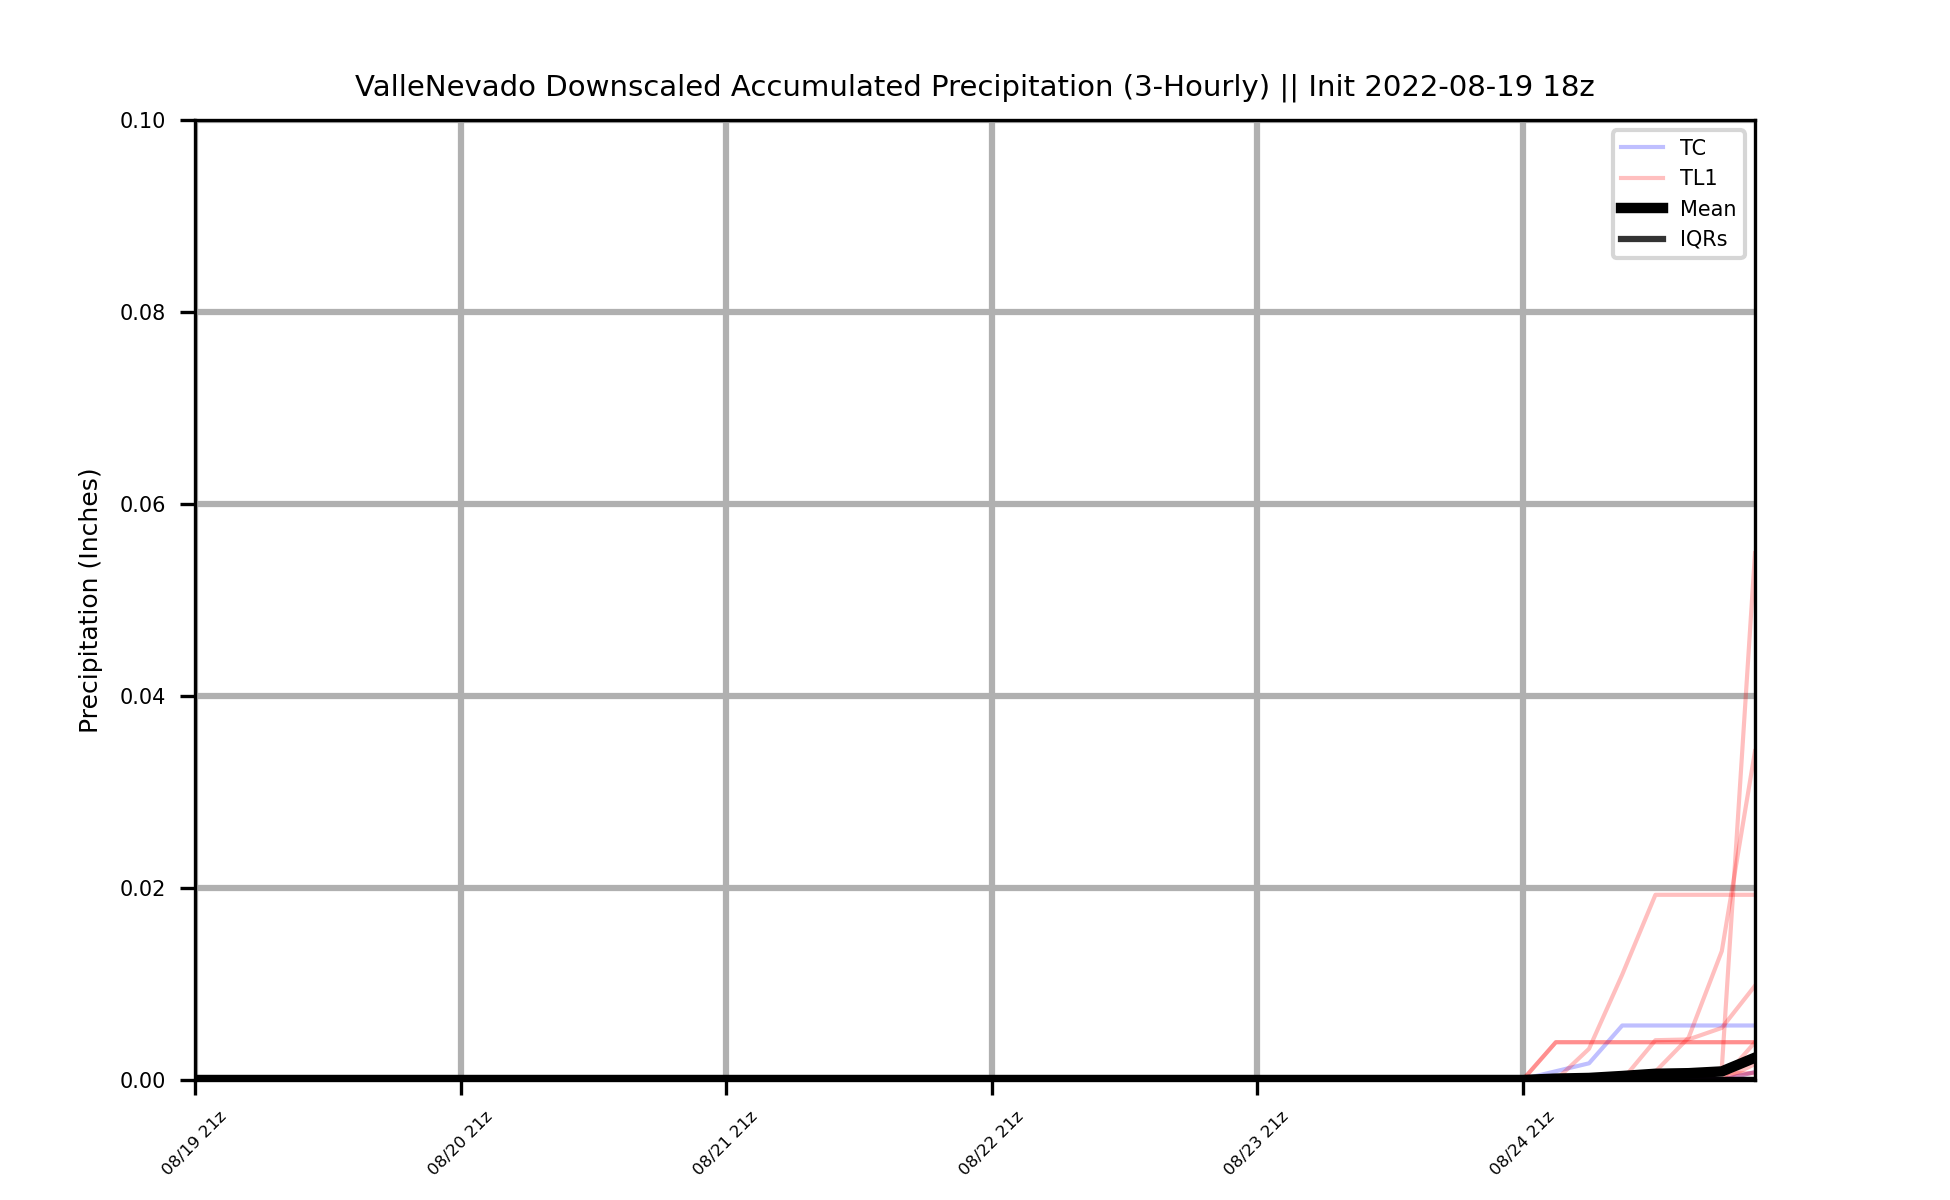 ValleNevado Downscaled Accumulated Precipitation (3-Hourly) || Init 2022-08-19 18z
0.10
0.08
0.06
0.04
0.02
0.00
Precipitation (Inches)
TC
TL1
Mean
IQRs
08/19 21z
08/20 21z
08/21 21z
08/22 21z
08/23 21z
08/24 21z